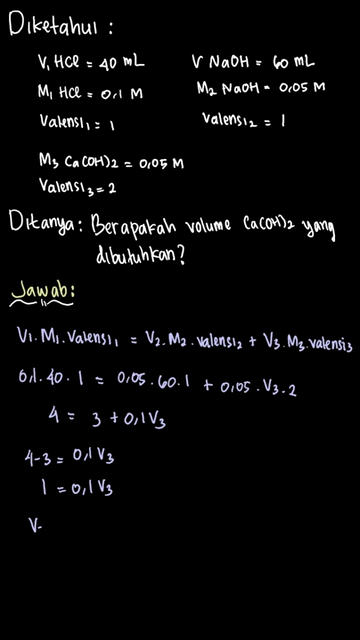 Diketahui :
V₁ HCl = 40 mL V NaOH = 60 mL
M₁ HCl = 0,1 M M₂ NaOH = 0,05 M
Valensi₁ = 1 Valensi₂ = 1
M₃ Ca(OH)₂ = 0,05 M
Valensi₃ = 2
Ditanya : Berapakah volume Ca(OH)₂ yang
dibutuhkan?
Jawab :
V₁.M₁.Valensi₁ = V₂.M₂.valensi₂ + V₃.M₃.valensi₃
0,1.40.1 = 0,05.60.1 + 0,05.V₃.2
4 = 3 + 0,1V₃
4-3 = 0,1V₃
1 = 0,1V₃
V